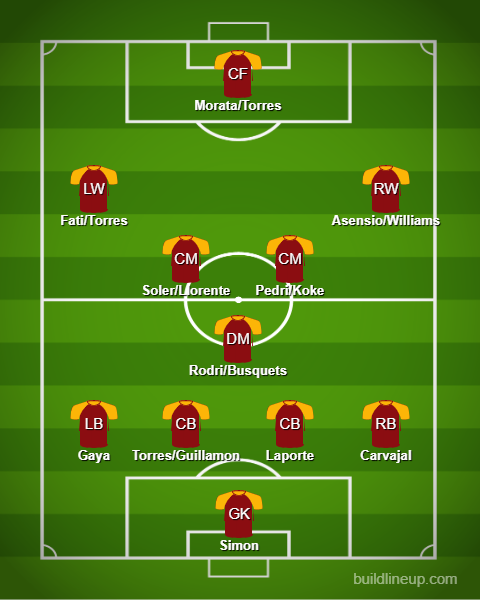 CF
Morata/Torres
LW
RW
Fati/Torres
Asensio/Williams
CM
CM
Soler/Llorente
Pedri/Koke
DM
Rodri/Busquets
LB
CB
CB
RB
Gaya
Torres/Guillamon
Laporte
Carvajal
GK
Simon
buildlineup.com